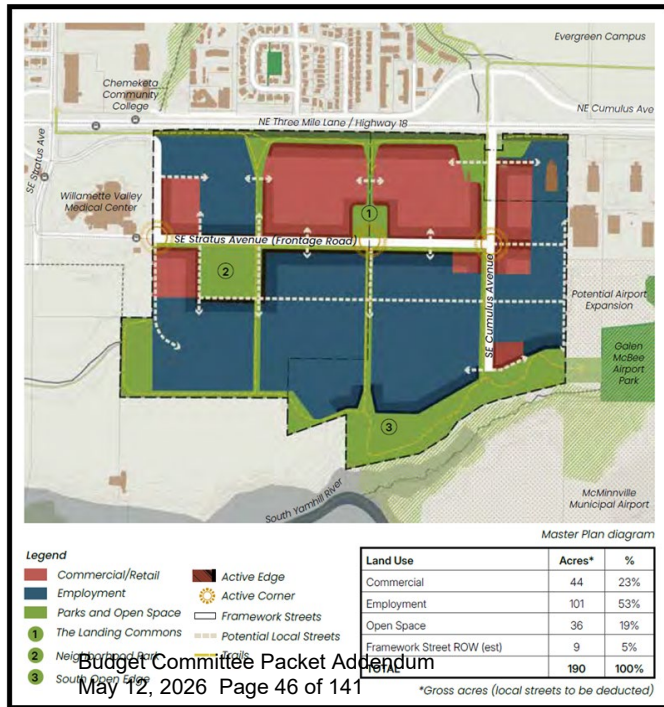 Evergreen Campus
Chemeketa
Community
College
NE Cumulus Ave
NE Three Mile Lane / Highway 18
SE Stratus Ave
Willamette Valley
Medical Center
1
SE Stratus Avenue (Frontage Road)
2
SE Cumulus Avenue
Potential Airport
Expansion
Galen
McBee
Airport
Park
3
South Yamhill River
McMinnville
Municipal Airport
Master Plan diagram
Legend
Commercial/Retail
Employment
Parks and Open Space
1 The Landing Commons
2 Neighborhood Park
3 South Open Edge
Active Edge
Active Corner
Framework Streets
Potential Local Streets
Trails
Land Use Acres* %
Commercial 44 23%
Employment 101 53%
Open Space 36 19%
Framework Street ROW (est) 9 5%
TOTAL 190 100%
*Gross acres (local streets to be deducted)
Budget Committee Packet Addendum
May 12, 2026 Page 46 of 141